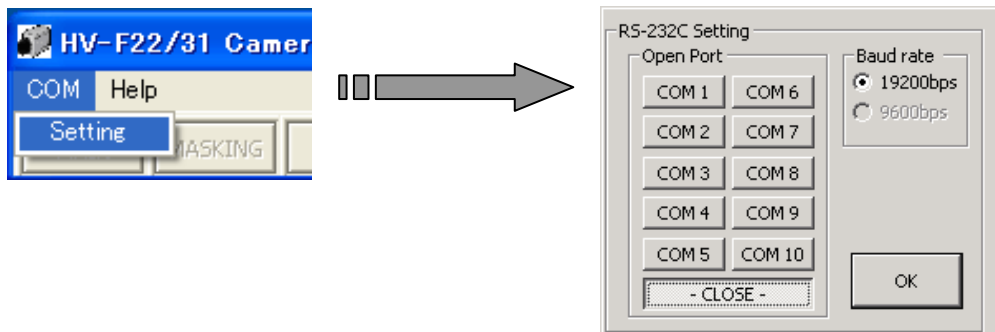 HV-F22/31 Camer
COM Help
Setting
MASKING
RS-232C Setting
Open Port
COM 1 COM 6
COM 2 COM 7
COM 3 COM 8
COM 4 COM 9
COM 5 COM 10
- CLOSE -
Baud rate
19200bps
9600bps
OK